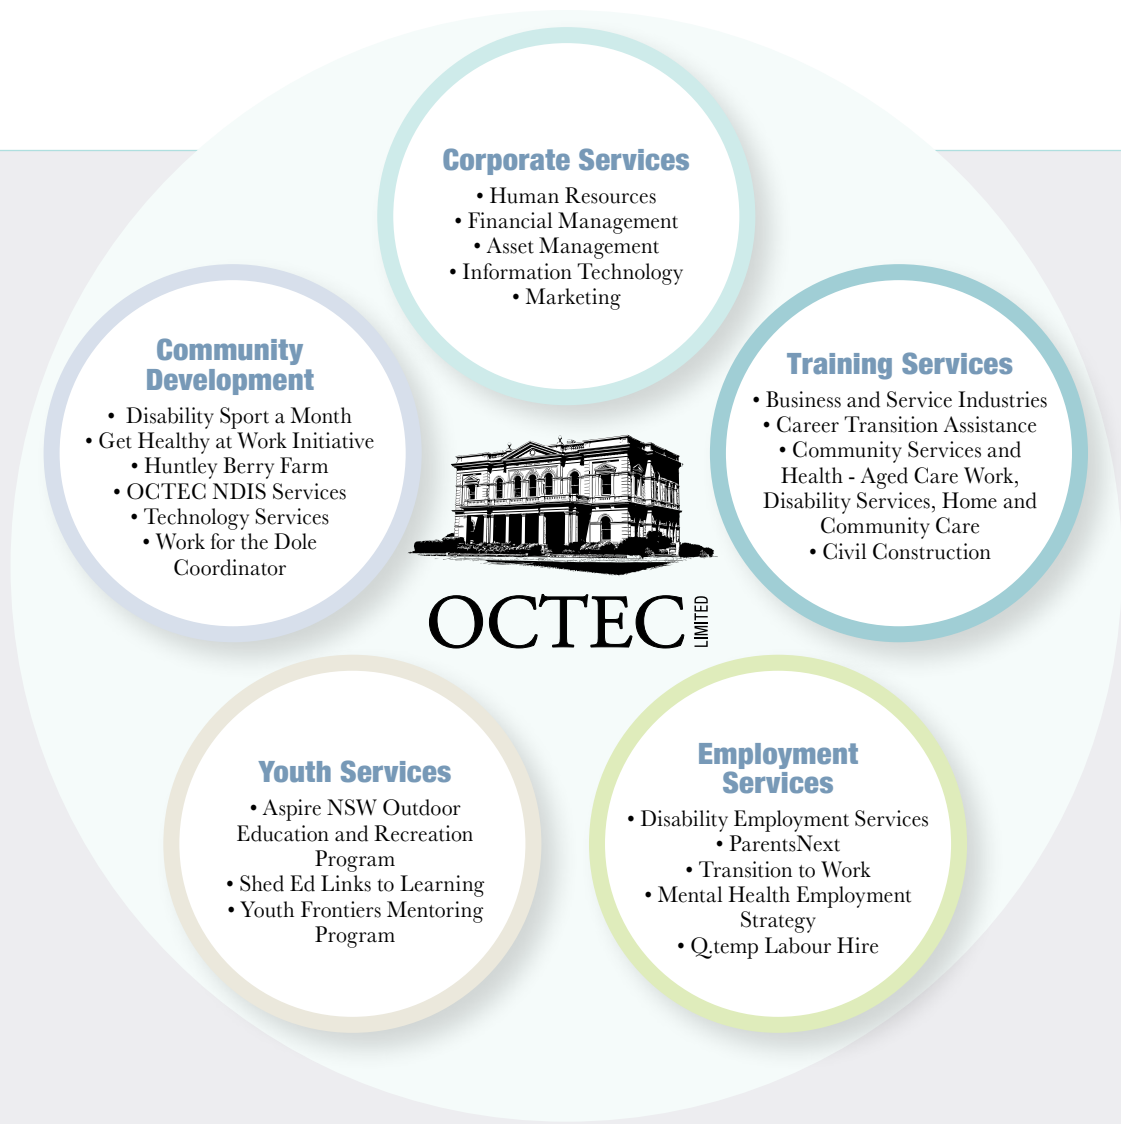 Corporate Services
• Human Resources
• Financial Management
• Asset Management
• Information Technology
• Marketing
Community
Development
• Disability Sport a Month
• Get Healthy at Work Initiative
• Huntley Berry Farm
• OCTEC NDIS Services
• Technology Services
• Work for the Dole
Coordinator
Training Services
• Business and Service Industries
• Career Transition Assistance
• Community Services and
Health - Aged Care Work,
Disability Services, Home and
Community Care
• Civil Construction
OCTEC
LIMITED
Youth Services
• Aspire NSW Outdoor
Education and Recreation
Program
• Shed Ed Links to Learning
• Youth Frontiers Mentoring
Program
Employment
Services
• Disability Employment Services
• ParentsNext
• Transition to Work
• Mental Health Employment
Strategy
• Q.temp Labour Hire